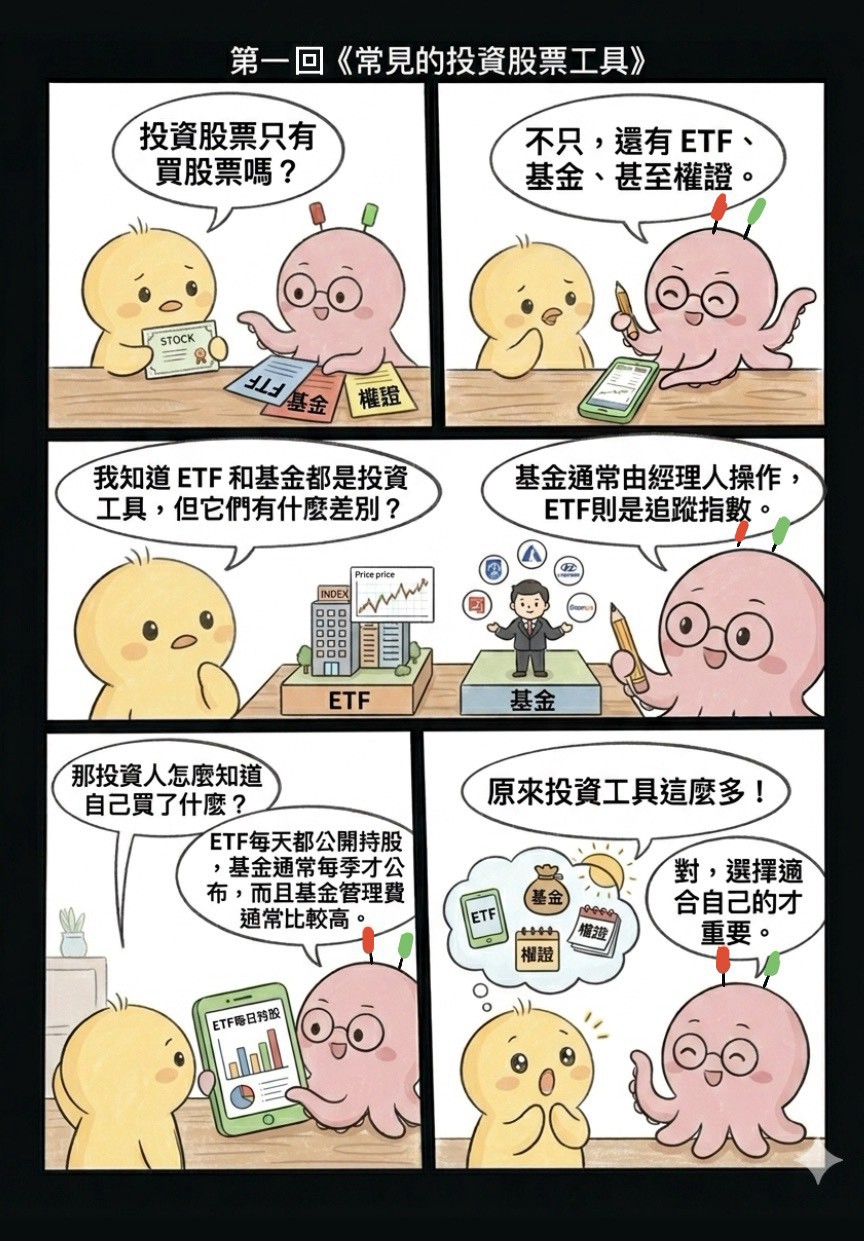 第一回《常見的投資股票工具》
投資股票只有
買股票嗎？
STOCK
ETF
基金
權證
不只，還有 ETF、
基金、甚至權證。
我知道 ETF 和基金都是投資
工具，但它們有什麼差別？
基金通常由經理人操作，
ETF則是追蹤指數。
INDEX
Price price
ETF
基金
那投資人怎麼知道
自己買了什麼？
ETF每天都公開持股
，基金通常每季才公
布，而且基金管理費
通常比較高。
ETF每日持股
原來投資工具這麼多！
ETF
基金
權證
權證
對，選擇適
合自己的才
重要。